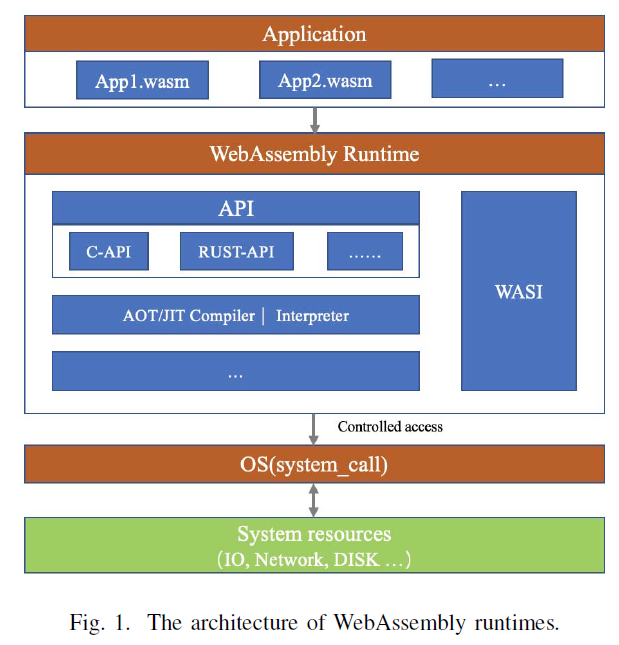 Application
App1.wasm
App2.wasm
...
WebAssembly Runtime
API
C-API
RUST-API
......
WASI
AOT/JIT Compiler | Interpreter
...
Controlled access
OS(system_call)
System resources
(IO, Network, DISK ...)
Fig. 1. The architecture of WebAssembly runtimes.